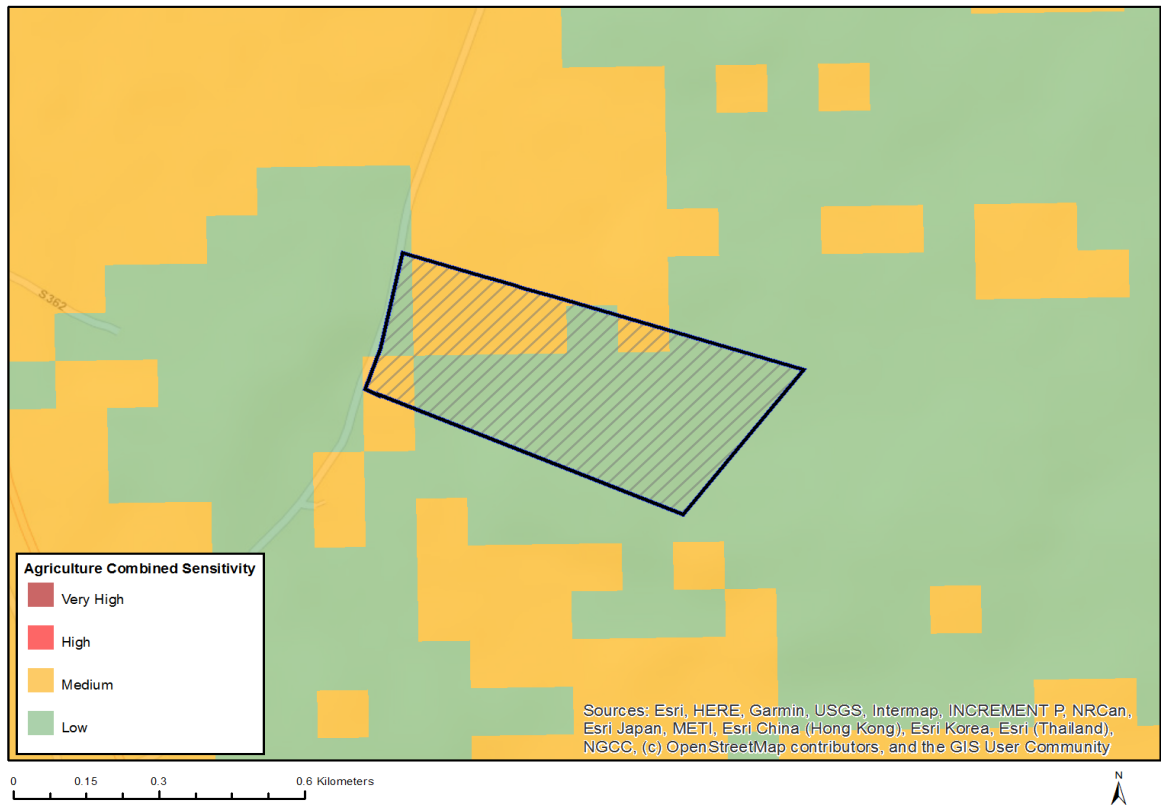 S362
Agriculture Combined Sensitivity
Very High
High
Medium
Low
Sources: Esri, HERE, Garmin, USGS, Intermap, INCREMENT P, NRCan,
Esri Japan, METI, Esri China (Hong Kong), Esri Korea, Esri (Thailand),
NGCC, (c) OpenStreetMap contributors, and the GIS User Community
0 0.15 0.3 0.6 Kilometers
N